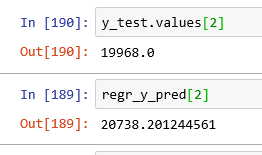 In [190]: y_test.values[2]
Out[190]: 19968.0
In [189]: regr_y_pred[2]
Out[189]: 20738.201244561